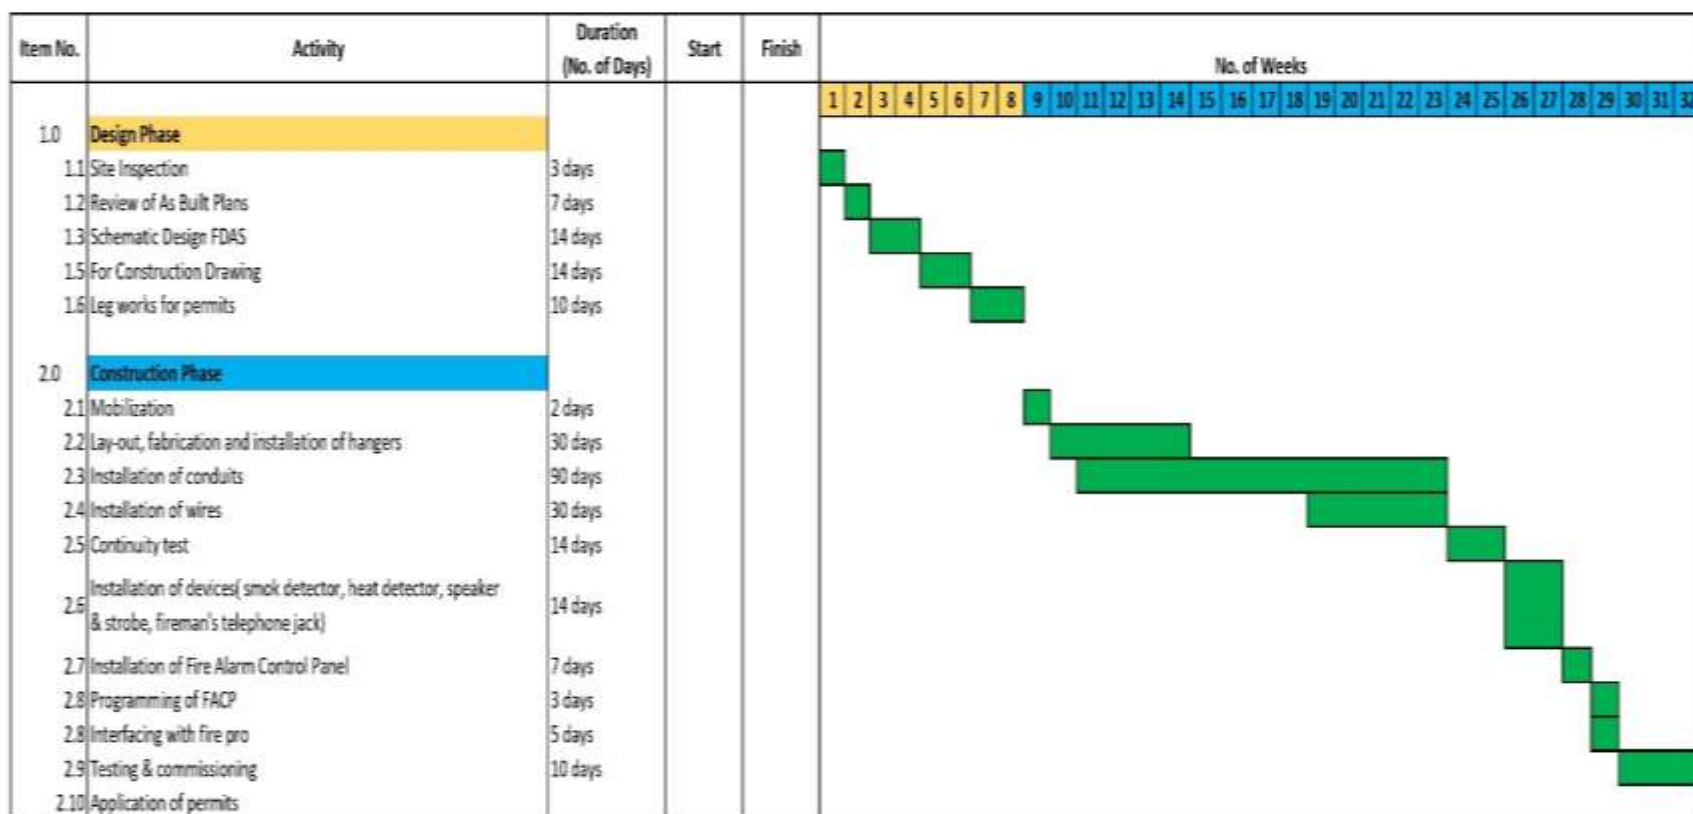 Item No. Activity Duration (No. of Days) Start Finish No. of Weeks
1 2 3 4 5 6 7 8 9 10 11 12 13 14 15 16 17 18 19 20 21 22 23 24 25 26 27 28 29 30 31 32
1.0 Design Phase
1.1 Site Inspection 3 days
1.2 Review of As Built Plans 7 days
1.3 Schematic Design FDAS 14 days
1.5 For Construction Drawing 14 days
1.6 Leg works for permits 10 days
2.0 Construction Phase
2.1 Mobilization 2 days
2.2 Lay-out, fabrication and installation of hangers 30 days
2.3 Installation of conduits 90 days
2.4 Installation of wires 30 days
2.5 Continuity test 14 days
2.6 Installation of devices( smok detector, heat detector, speaker
& strobe, fireman's telephone jack) 14 days
2.7 Installation of Fire Alarm Control Panel 7 days
2.8 Programming of FACP 3 days
2.8 Interfacing with fire pro 5 days
2.9 Testing & commissioning 10 days
2.10 Application of permits